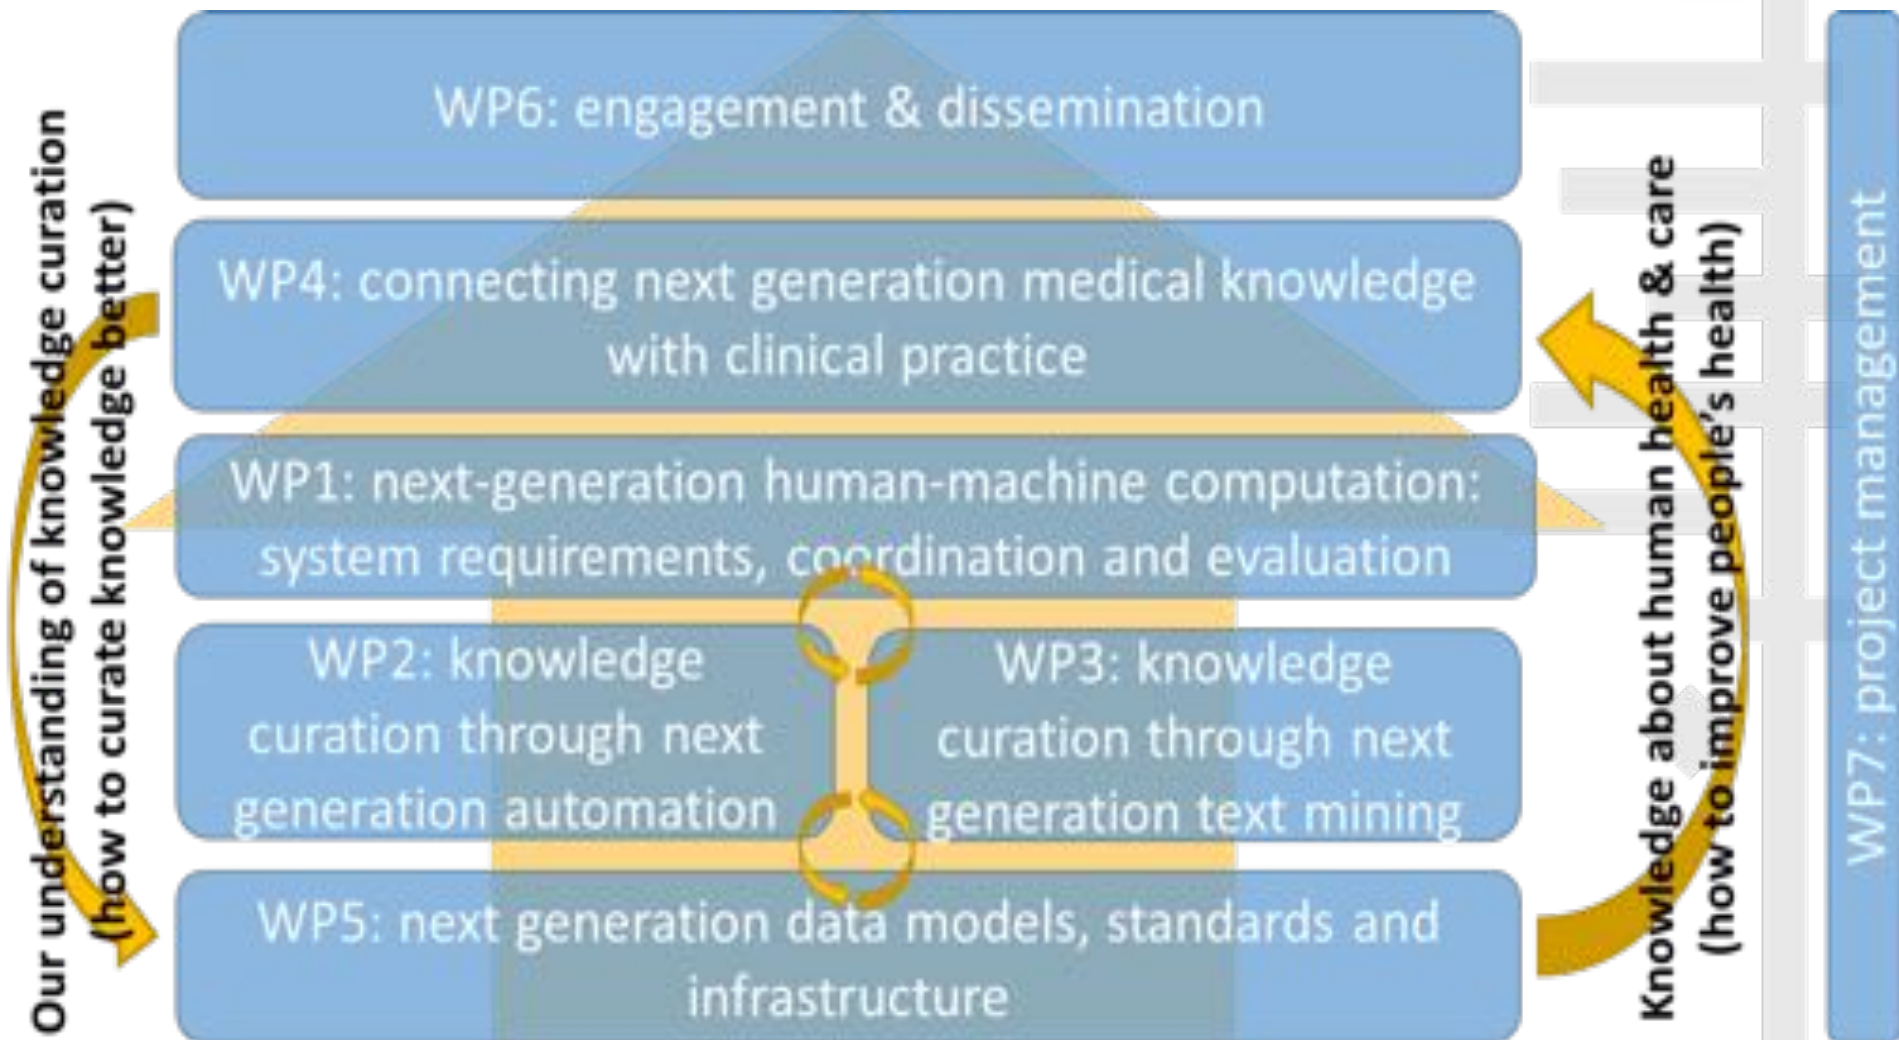 WP6: engagement & dissemination
WP4: connecting next generation medical knowledge
with clinical practice
WP1: next-generation human-machine computation:
system requirements, coordination and evaluation
WP2: knowledge
curation through next
generation automation
WP3: knowledge
curation through next
generation text mining
WP5: next generation data models, standards and
infrastructure
Our understanding of knowledge curation
(how to curate knowledge better)
Knowledge about human health & care
(how to improve people's health)
WP7: project management